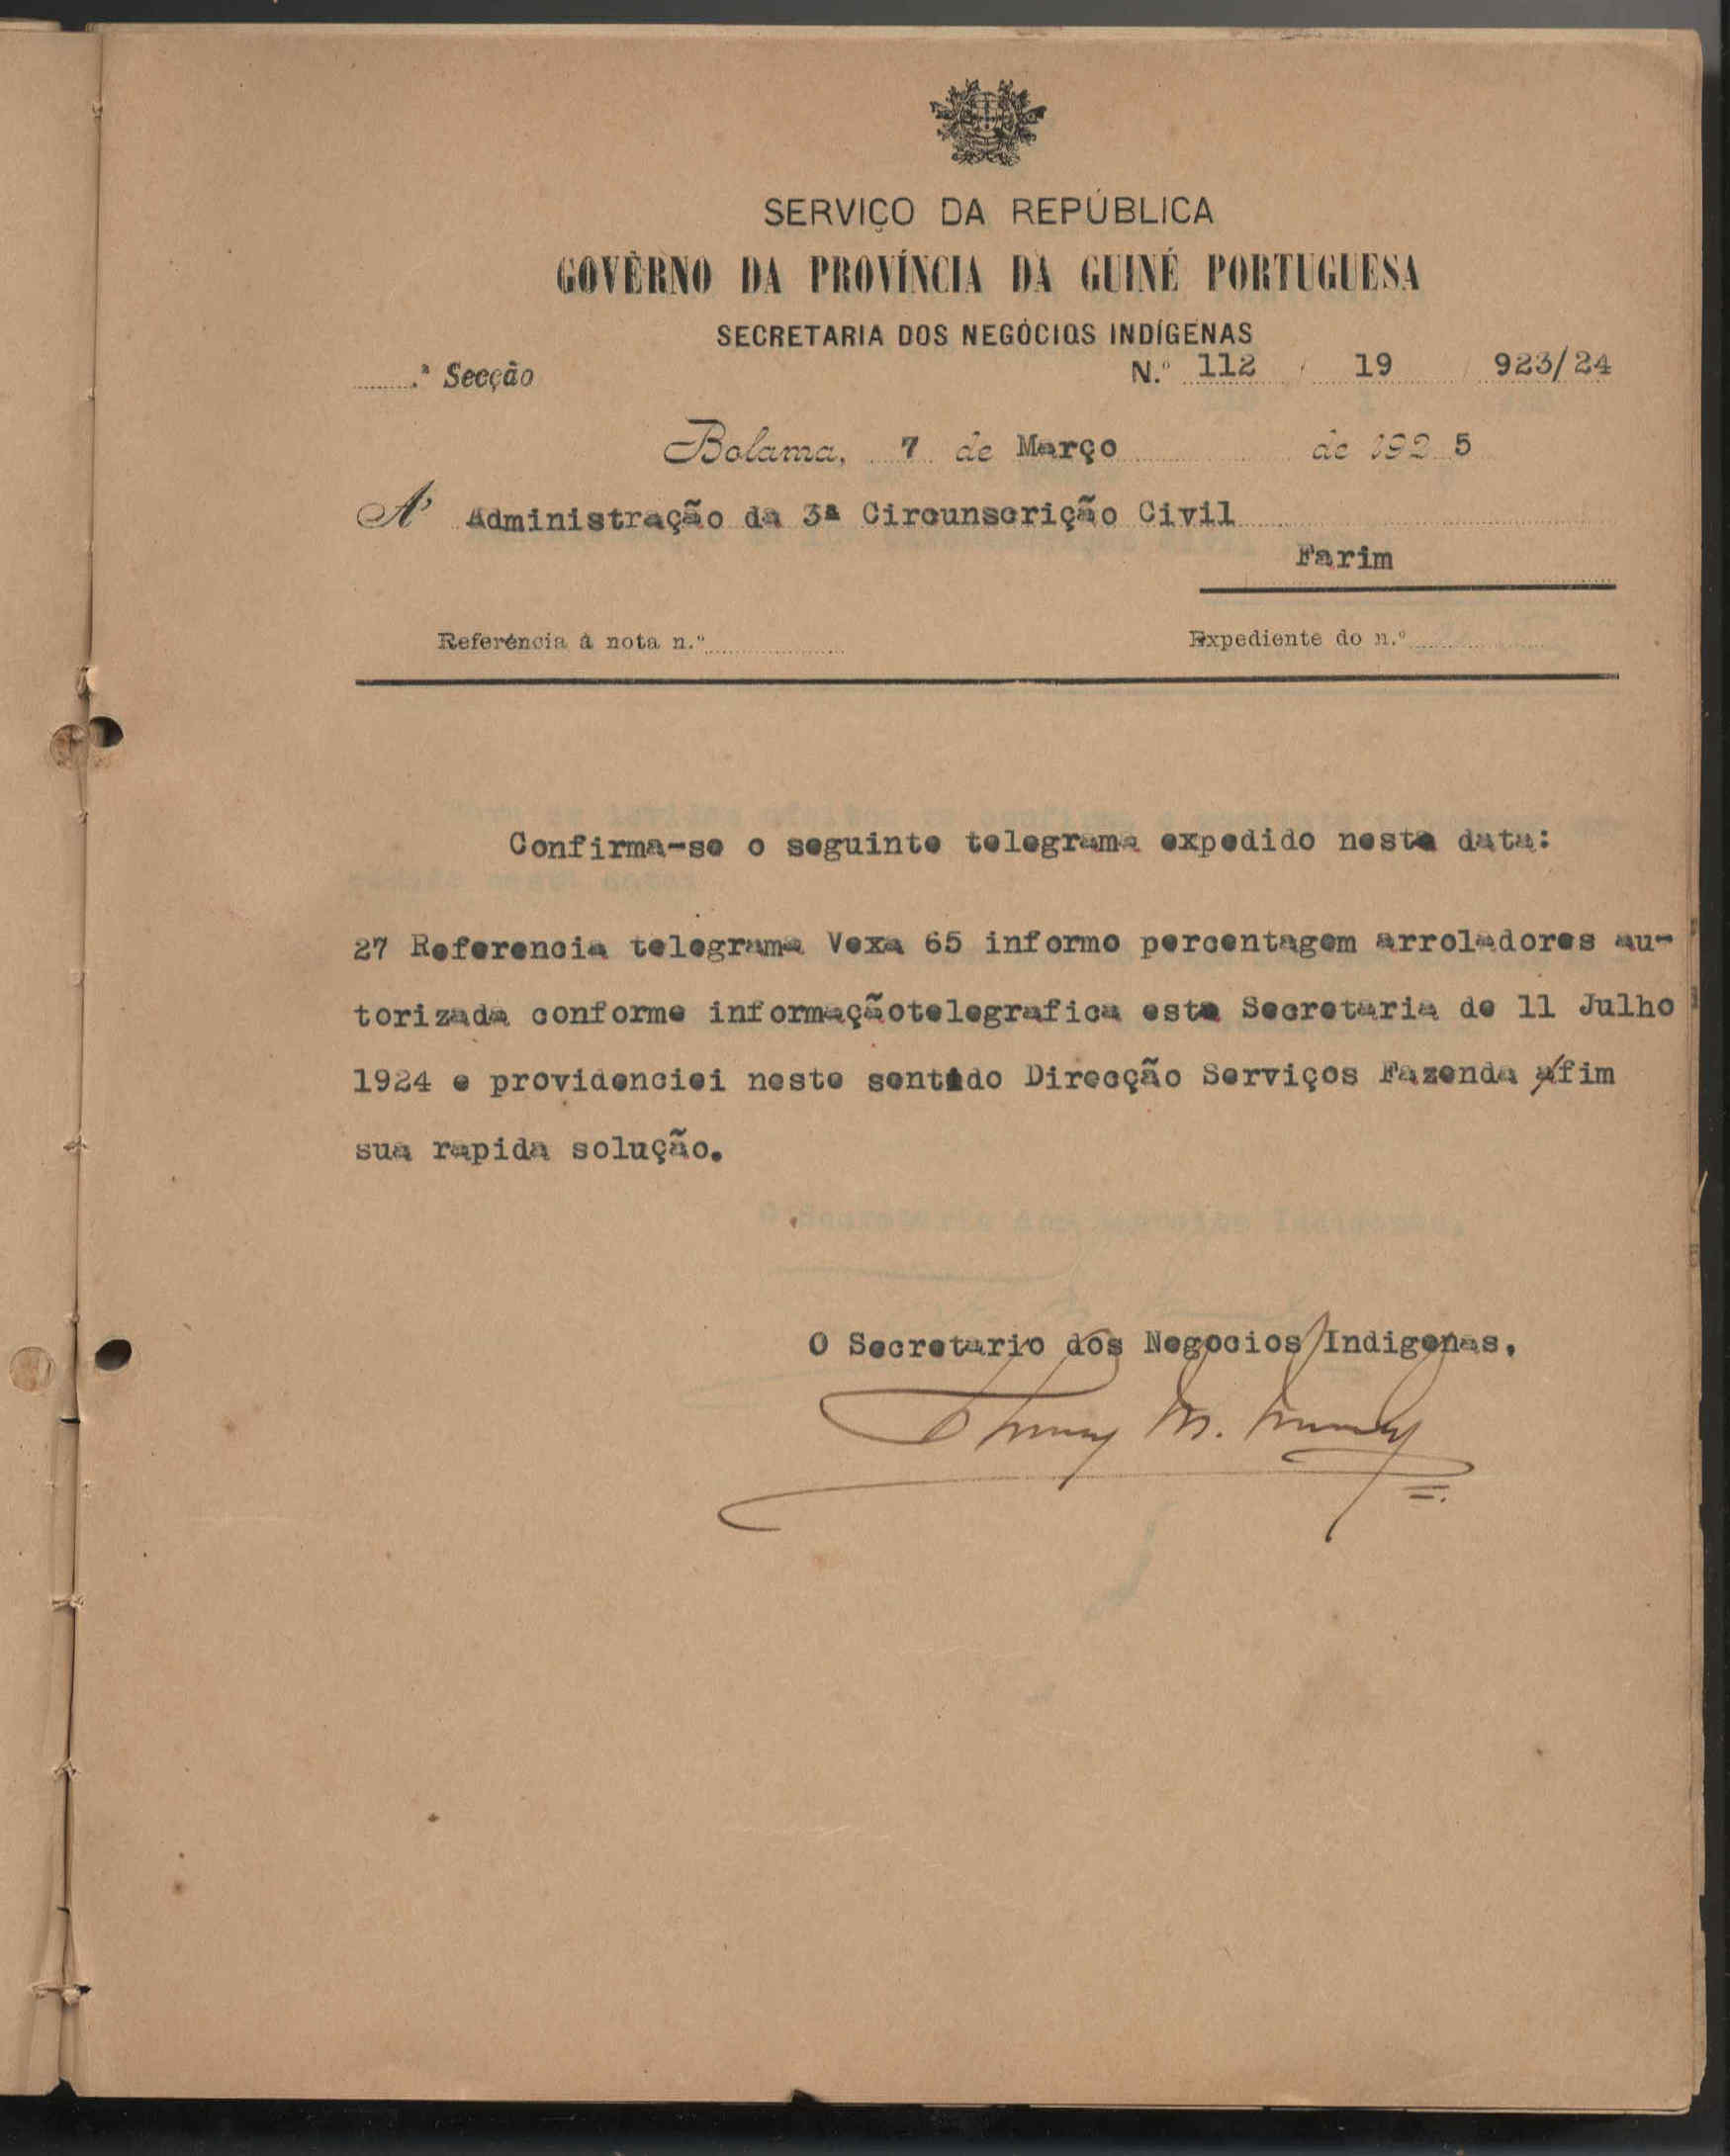 SERVIÇO DA REPÚBLICA
GOVÊRNO DA PROVÍNCIA DA GUINÉ PORTUGUESA
SECRETARIA DOS NEGÓCIOS INDÍGENAS
.ª Secção N.º 112 / 19 / 923/24
Bolama, 7 de Março de 1925
A' Administração da 3ª Circunscrição Civil
Farim
Referéncia á nota n.º Expediente do n.º
Confirma-se o seguinte telegrama expedido nesta data:
27 Referencia telegrama Vexa 65 informo percentagem arroladores au-
torizada conforme informaçãotelegrafica esta Secretaria de 11 Julho
1924 e providenciei neste sentido Direcção Serviços Fazenda afim
sua rapida solução.
O Secretario dos Negocios Indigenas,